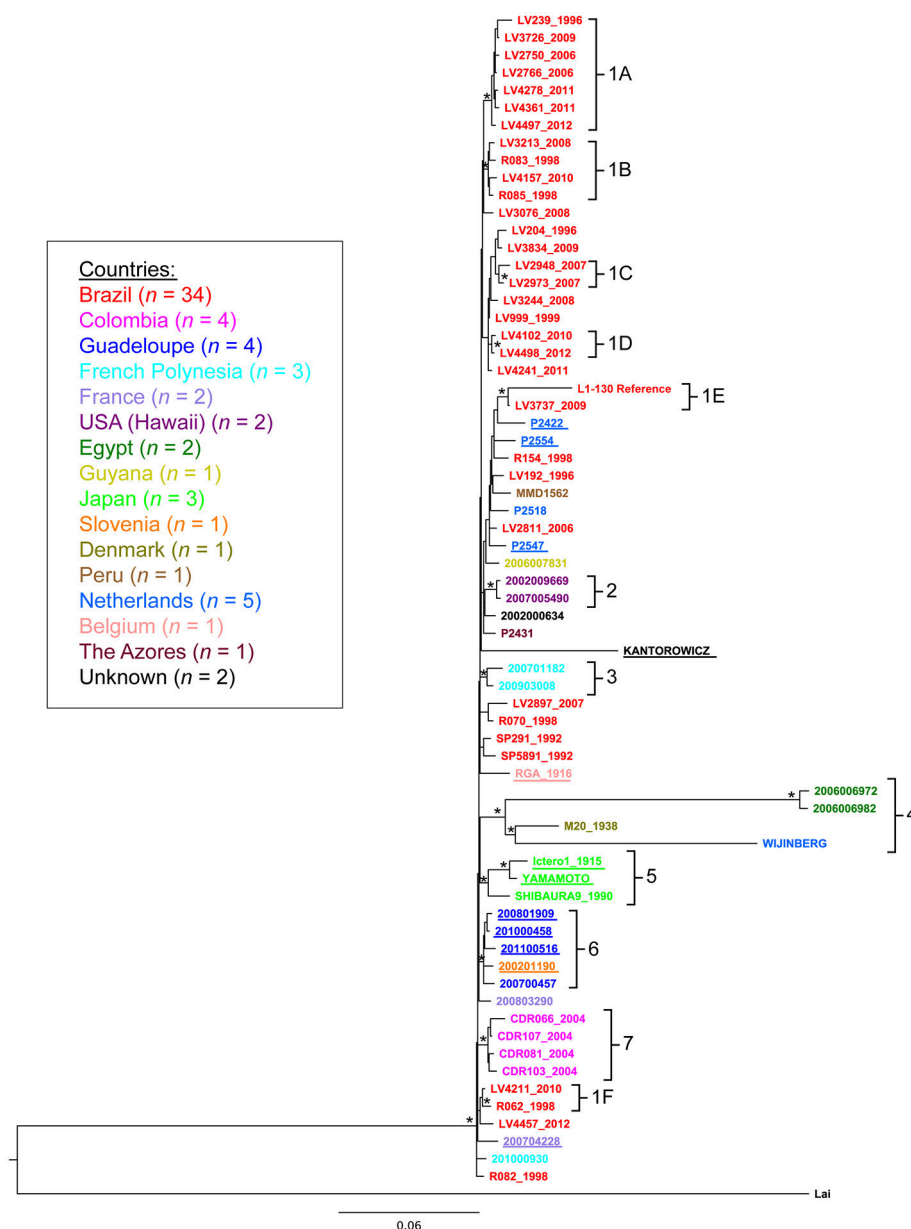 LV239_1996
LV3726_2009
LV2750_2006
LV2766_2006
1A
LV4278_2011
LV4361_2011
*
LV4497_2012
LV3213_2008
R083_1998
1B
*
LV4157_2010
R085_1998
LV3076_2008
LV204_1996
LV3834_2009
LV2948_2007
1C
*
LV2973_2007
LV3244_2008
LV999_1999
LV4102_2010
1D
*
LV4498_2012
LV4241_2011
*
L1-130 Reference
1E
LV3737_2009
P2422
P2554
R154_1998
LV192_1996
MMD1562
P2518
LV2811_2006
P2547
2006007831
*
2002009669
2
2007005490
2002000634
P2431
KANTOROWICZ
200701182
3
*
200903008
LV2897_2007
R070_1998
SP291_1992
SP5891_1992
RGA_1916
*
2006006972
2006006982
4
*
M20_1938
*
WIJINBERG
*
Ictero1_1915
5
*
YAMAMOTO
SHIBAURA9_1990
200801909
201000458
201100516
6
*
200201190
200700457
200803290
CDR066_2004
CDR107_2004
7
*
CDR081_2004
CDR103_2004
LV4211_2010
1F
*
R062_1998
*
LV4457_2012
200704228
201000930
R082_1998
Lai
0.06
Countries:
Brazil (n = 34)
Colombia (n = 4)
Guadeloupe (n = 4)
French Polynesia (n = 3)
France (n = 2)
USA (Hawaii) (n = 2)
Egypt (n = 2)
Guyana (n = 1)
Japan (n = 3)
Slovenia (n = 1)
Denmark (n = 1)
Peru (n = 1)
Netherlands (n = 5)
Belgium (n = 1)
The Azores (n = 1)
Unknown (n = 2)